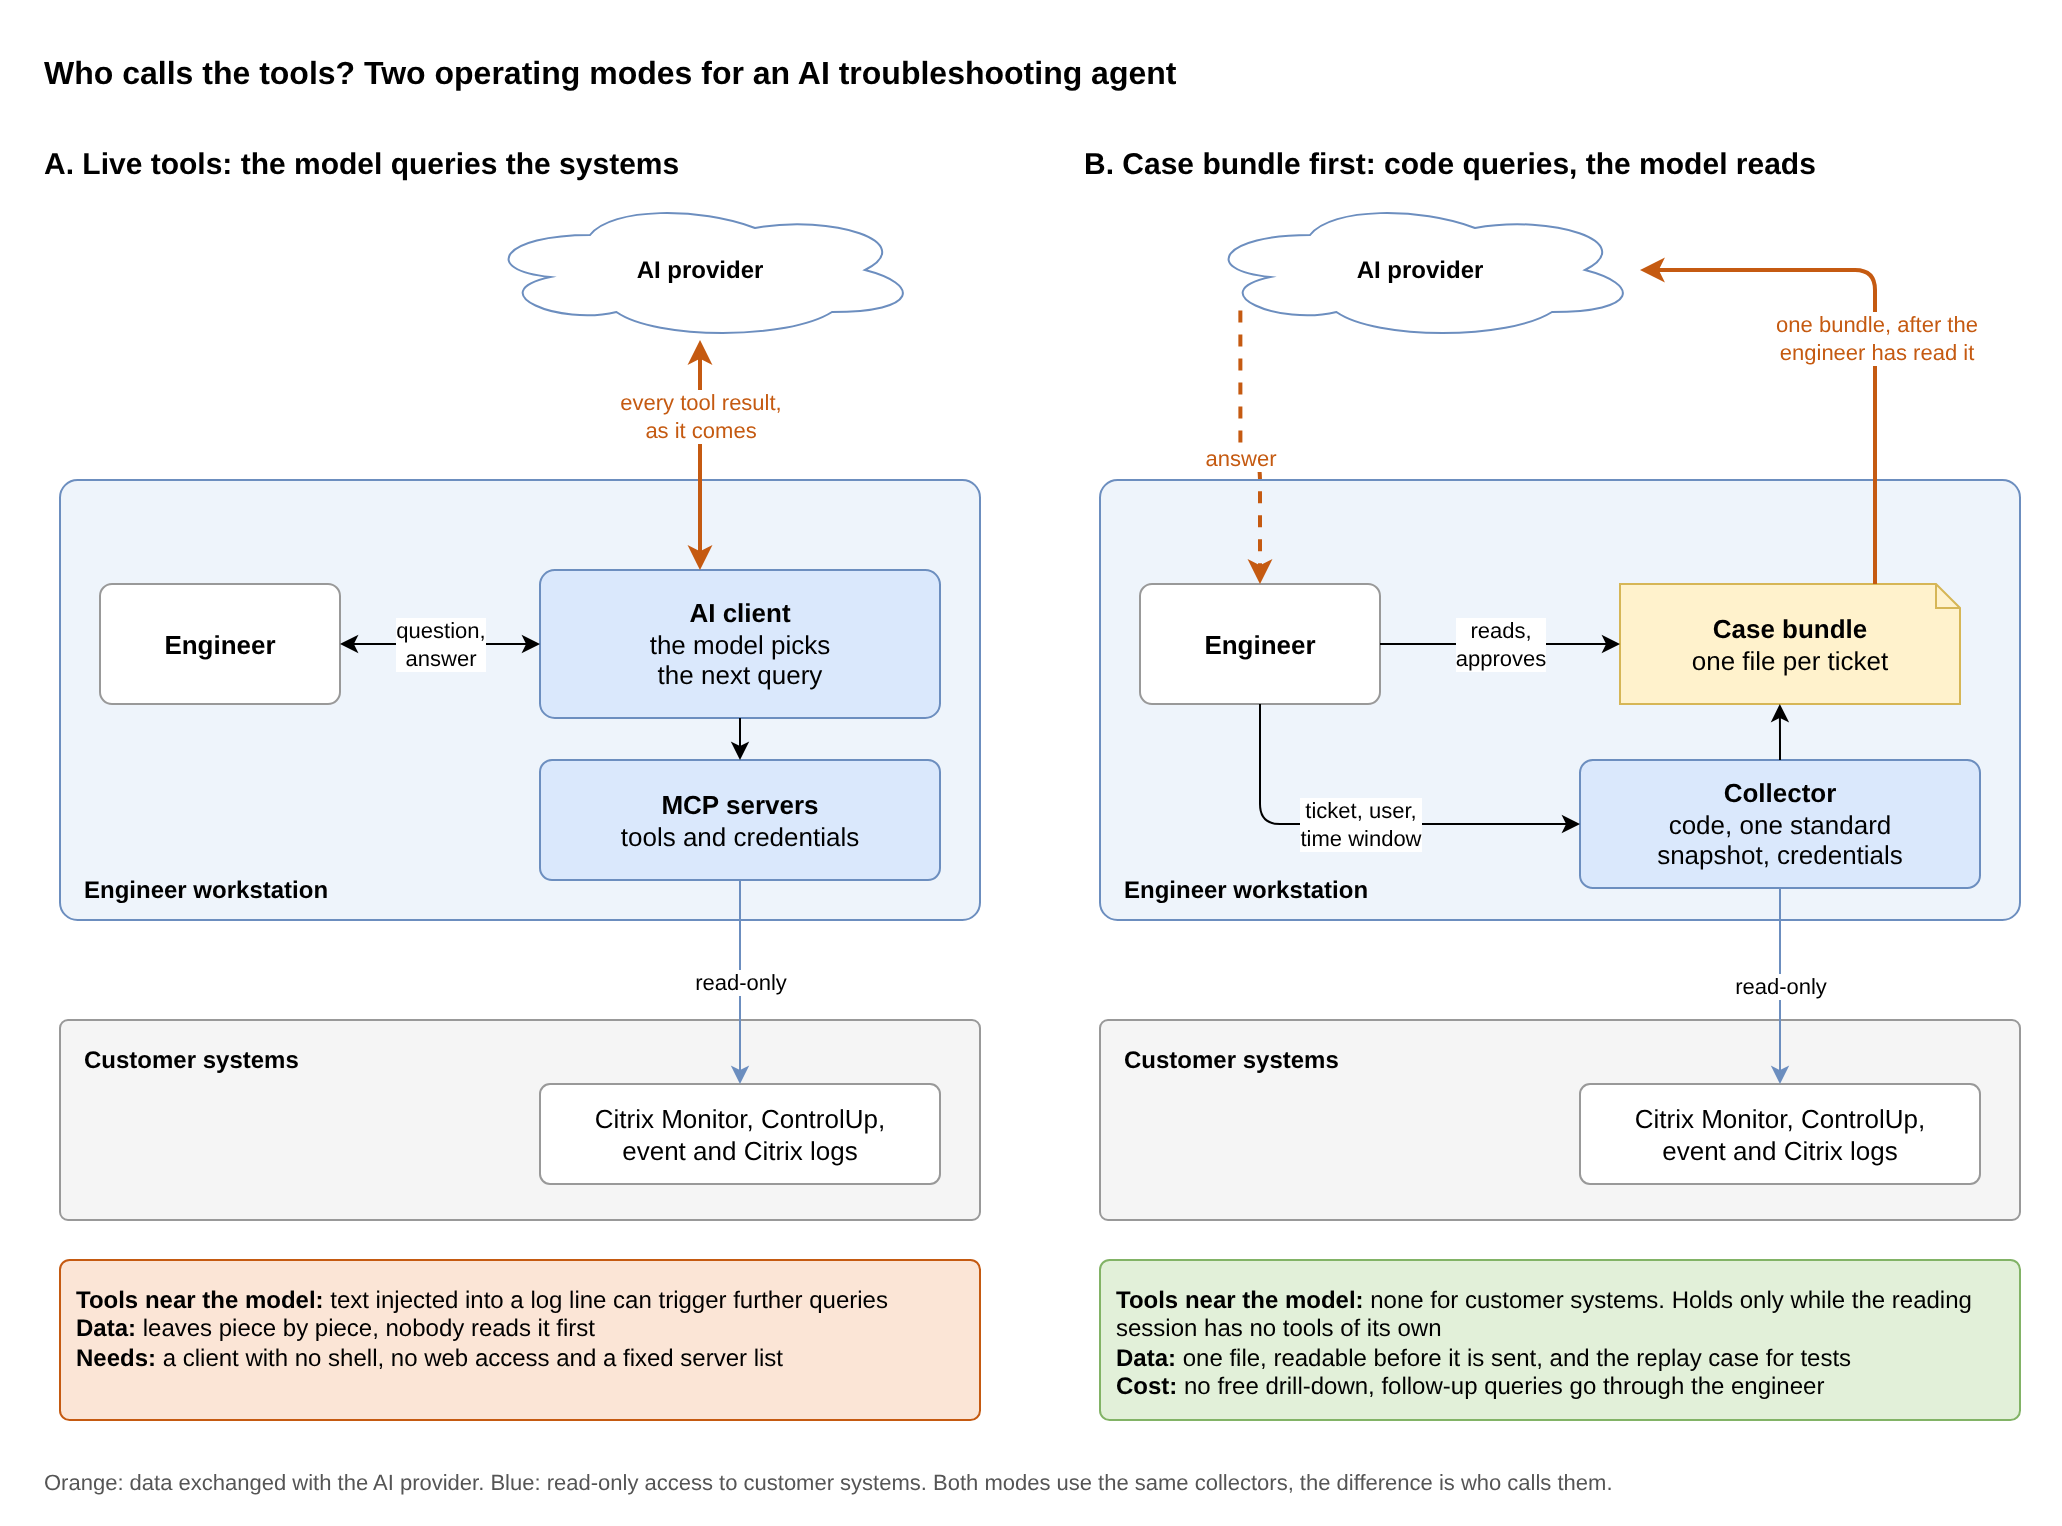 Who calls the tools? Two operating modes for an AI troubleshooting agent
A. Live tools: the model queries the systems
AI provider
every tool result,
as it comes
Engineer
question,
answer
AI client
the model picks
the next query
MCP servers
tools and credentials
Engineer workstation
read-only
Customer systems
Citrix Monitor, ControlUp,
event and Citrix logs
Tools near the model: text injected into a log line can trigger further queries
Data: leaves piece by piece, nobody reads it first
Needs: a client with no shell, no web access and a fixed server list
B. Case bundle first: code queries, the model reads
AI provider
one bundle, after the
engineer has read it
answer
Engineer
reads,
approves
Case bundle
one file per ticket
ticket, user,
time window
Collector
code, one standard
snapshot, credentials
Engineer workstation
read-only
Customer systems
Citrix Monitor, ControlUp,
event and Citrix logs
Tools near the model: none for customer systems. Holds only while the reading
session has no tools of its own
Data: one file, readable before it is sent, and the replay case for tests
Cost: no free drill-down, follow-up queries go through the engineer
Orange: data exchanged with the AI provider. Blue: read-only access to customer systems. Both modes use the same collectors, the difference is who calls them.